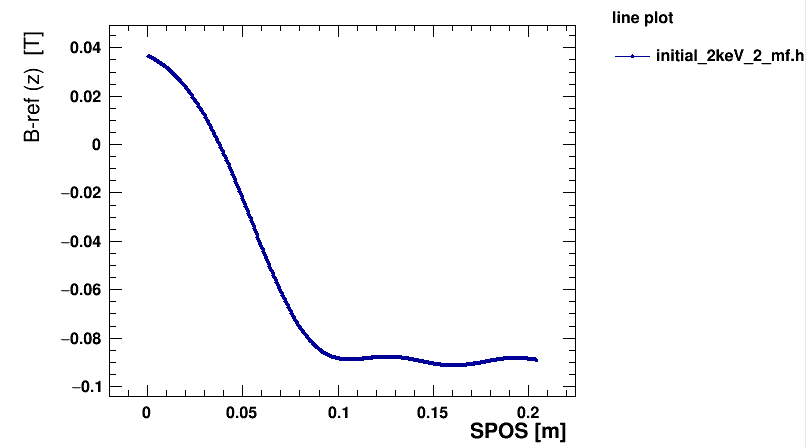 line plot
initial_2keV_2_mf.h
B-ref (z) [T]
0.04
0.02
0
−0.02
−0.04
−0.06
−0.08
−0.1
0 0.05 0.1 0.15 0.2
SPOS [m]